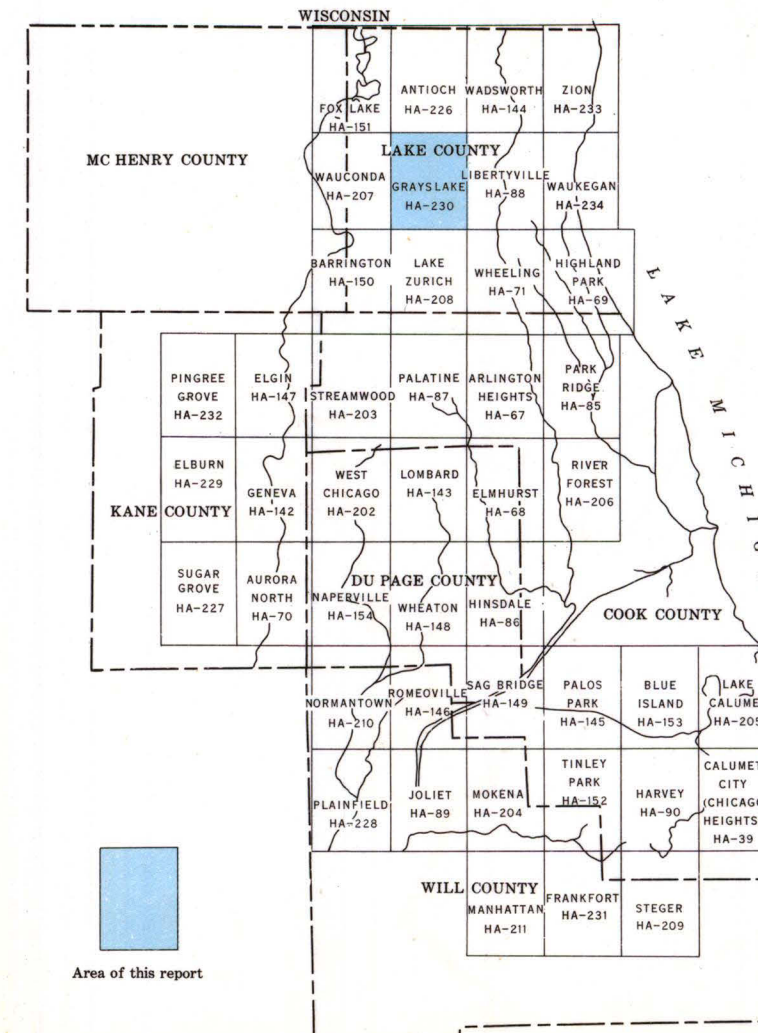 WISCONSIN
FOX LAKE
HA-151
ANTIOCH
HA-226
WADSWORTH
HA-144
ZION
HA-233
MC HENRY COUNTY
LAKE COUNTY
WAUCONDA
HA-207
GRAYSLAKE
HA-230
LIBERTYVILLE
HA-88
WAUKEGAN
HA-234
BARRINGTON
HA-150
LAKE
ZURICH
HA-208
WHEELING
HA-71
HIGHLAND
PARK
HA-69
LAKE MICHIG
PINGREE
GROVE
HA-232
ELGIN
HA-147
STREAMWOOD
HA-203
PALATINE
HA-87
ARLINGTON
HEIGHTS
HA-67
PARK
RIDGE
HA-85
ELBURN
HA-229
KANE COUNTY
GENEVA
HA-142
WEST
CHICAGO
HA-202
LOMBARD
HA-143
ELMHURST
HA-68
RIVER
FOREST
HA-206
SUGAR
GROVE
HA-227
AURORA
NORTH
HA-70
DU PAGE COUNTY
NAPERVILLE
HA-154
WHEATON
HA-148
HINSDALE
HA-86
COOK COUNTY
NORMANTOWN
HA-210
ROMEOVILLE
HA-146
SAG BRIDGE
HA-149
PALOS
PARK
HA-145
BLUE
ISLAND
HA-153
LAKE
CALUME
HA-205
PLAINFIELD
HA-228
JOLIET
HA-89
MOKENA
HA-204
TINLEY
PARK
HA-152
HARVEY
HA-90
CALUMET
CITY
(CHICAGO
HEIGHTS
HA-39
WILL COUNTY
MANHATTAN
HA-211
FRANKFORT
HA-231
STEGER
HA-209
Area of this report